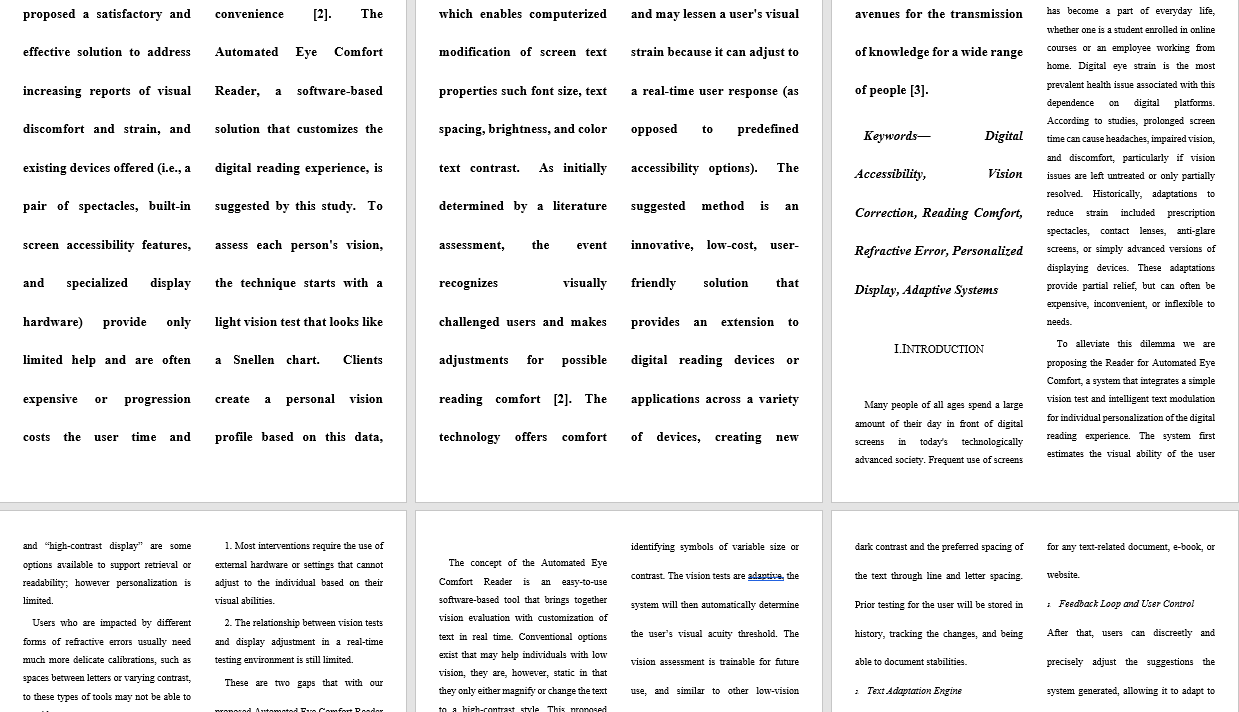 proposed a satisfactory and
effective solution to address
increasing reports of visual
discomfort and strain, and
existing devices offered (i.e., a
pair of spectacles, built-in
screen accessibility features,
and specialized display
hardware) provide only
limited help and are often
expensive or progression
costs the user time and
convenience [2]. The
Automated Eye Comfort
Reader, a software-based
solution that customizes the
digital reading experience, is
suggested by this study. To
assess each person's vision,
the technique starts with a
light vision test that looks like
a Snellen chart. Clients
create a personal vision
profile based on this data,
which enables computerized
modification of screen text
properties such font size, text
spacing, brightness, and color
text contrast. As initially
determined by a literature
assessment, the event
recognizes visually
challenged users and makes
adjustments for possible
reading comfort [2]. The
technology offers comfort
and may lessen a user's visual
strain because it can adjust to
a real-time user response (as
opposed to predefined
accessibility options). The
suggested method is an
innovative, low-cost, user-
friendly solution that
provides an extension to
digital reading devices or
applications across a variety
of devices, creating new
avenues for the transmission
of knowledge for a wide range
of people [3].
Keywords— Digital
Accessibility, Vision
Correction, Reading Comfort,
Refractive Error, Personalized
Display, Adaptive Systems
I.INTRODUCTION
Many people of all ages spend a large
amount of their day in front of digital
screens in today's technologically
advanced society. Frequent use of screens
has become a part of everyday life,
whether one is a student enrolled in online
courses or an employee working from
home. Digital eye strain is the most
prevalent health issue associated with this
dependence on digital platforms.
According to studies, prolonged screen
time can cause headaches, impaired vision,
and discomfort, particularly if vision
issues are left untreated or only partially
resolved. Historically, adaptations to
reduce strain included prescription
spectacles, contact lenses, anti-glare
screens, or simply advanced versions of
displaying devices. These adaptations
provide partial relief, but can often be
expensive, inconvenient, or inflexible to
needs.
To alleviate this dilemma we are
proposing the Reader for Automated Eye
Comfort, a system that integrates a simple
vision test and intelligent text modulation
for individual personalization of the digital
reading experience. The system first
estimates the visual ability of the user
and “high-contrast display” are some
options available to support retrieval or
readability; however personalization is
limited.
Users who are impacted by different
forms of refractive errors usually need
much more delicate calibrations, such as
spaces between letters or varying contrast,
to these types of tools may not be able to
1. Most interventions require the use of
external hardware or settings that cannot
adjust to the individual based on their
visual abilities.
2. The relationship between vision tests
and display adjustment in a real-time
testing environment is still limited.
These are two gaps that with our
proposed Automated Eye Comfort Reader
The concept of the Automated Eye
Comfort Reader is an easy-to-use
software-based tool that brings together
vision evaluation with customization of
text in real time. Conventional options
exist that may help individuals with low
vision, they are, however, static in that
they only either magnify or change the text
to a high-contrast style. This proposed
identifying symbols of variable size or
contrast. The vision tests are adaptive, the
system will then automatically determine
the user’s visual acuity threshold. The
vision assessment is trainable for future
use, and similar to other low-vision
dark contrast and the preferred spacing of
the text through line and letter spacing.
Prior testing for the user will be stored in
history, tracking the changes, and being
able to document stabilities.
Text Adaptation Engine
for any text-related document, e-book, or
website.
Feedback Loop and User Control
After that, users can discreetly and
precisely adjust the suggestions the
system generated, allowing it to adapt to